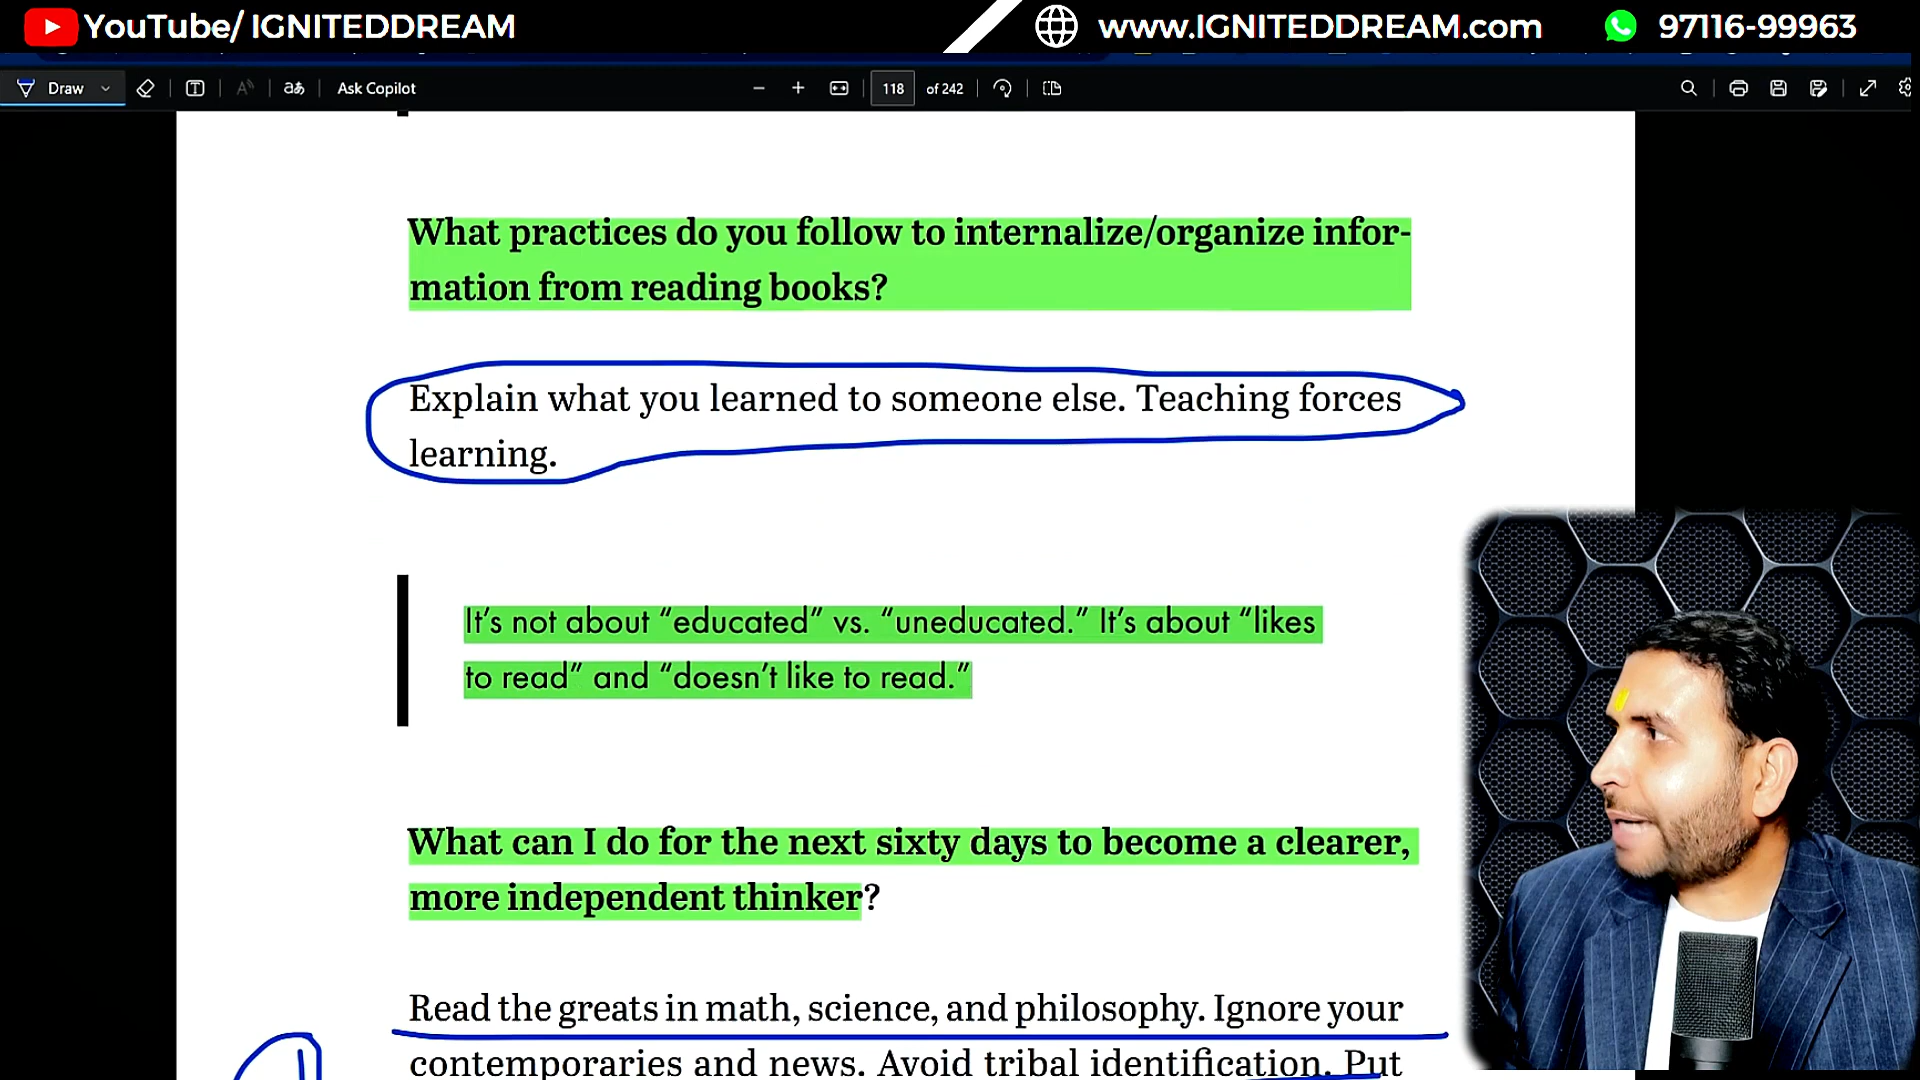 YouTube/ IGNITEDDREAM
www.IGNITEDDREAM.com
97116-99963
Draw
aあ
Ask Copilot
118
of 242
What practices do you follow to internalize/organize infor-
mation from reading books?
Explain what you learned to someone else. Teaching forces
learning.
It’s not about “educated” vs. “uneducated.” It’s about “likes
to read” and “doesn’t like to read.”
What can I do for the next sixty days to become a clearer,
more independent thinker?
Read the greats in math, science, and philosophy. Ignore your
contemporaries and news. Avoid tribal identification. Put